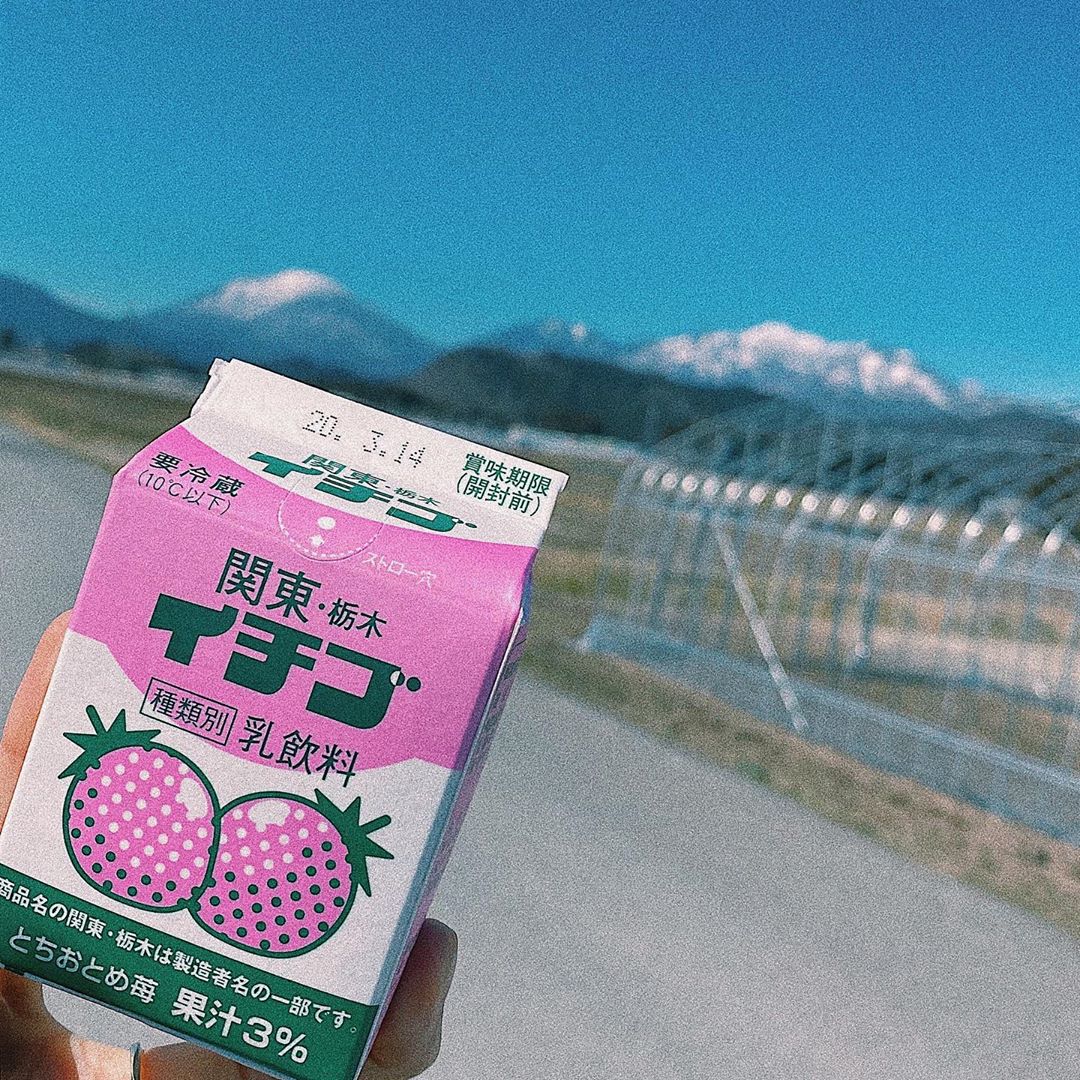 20. 3.14
賞味期限
(開封前)
要冷蔵
(10℃以下)
関東・栃木
イチゴ
ストロー穴
関東・栃木
イチゴ
種類別 乳飲料
商品名の関東・栃木は製造者名の一部です。
とちおとめ苺 果汁3%